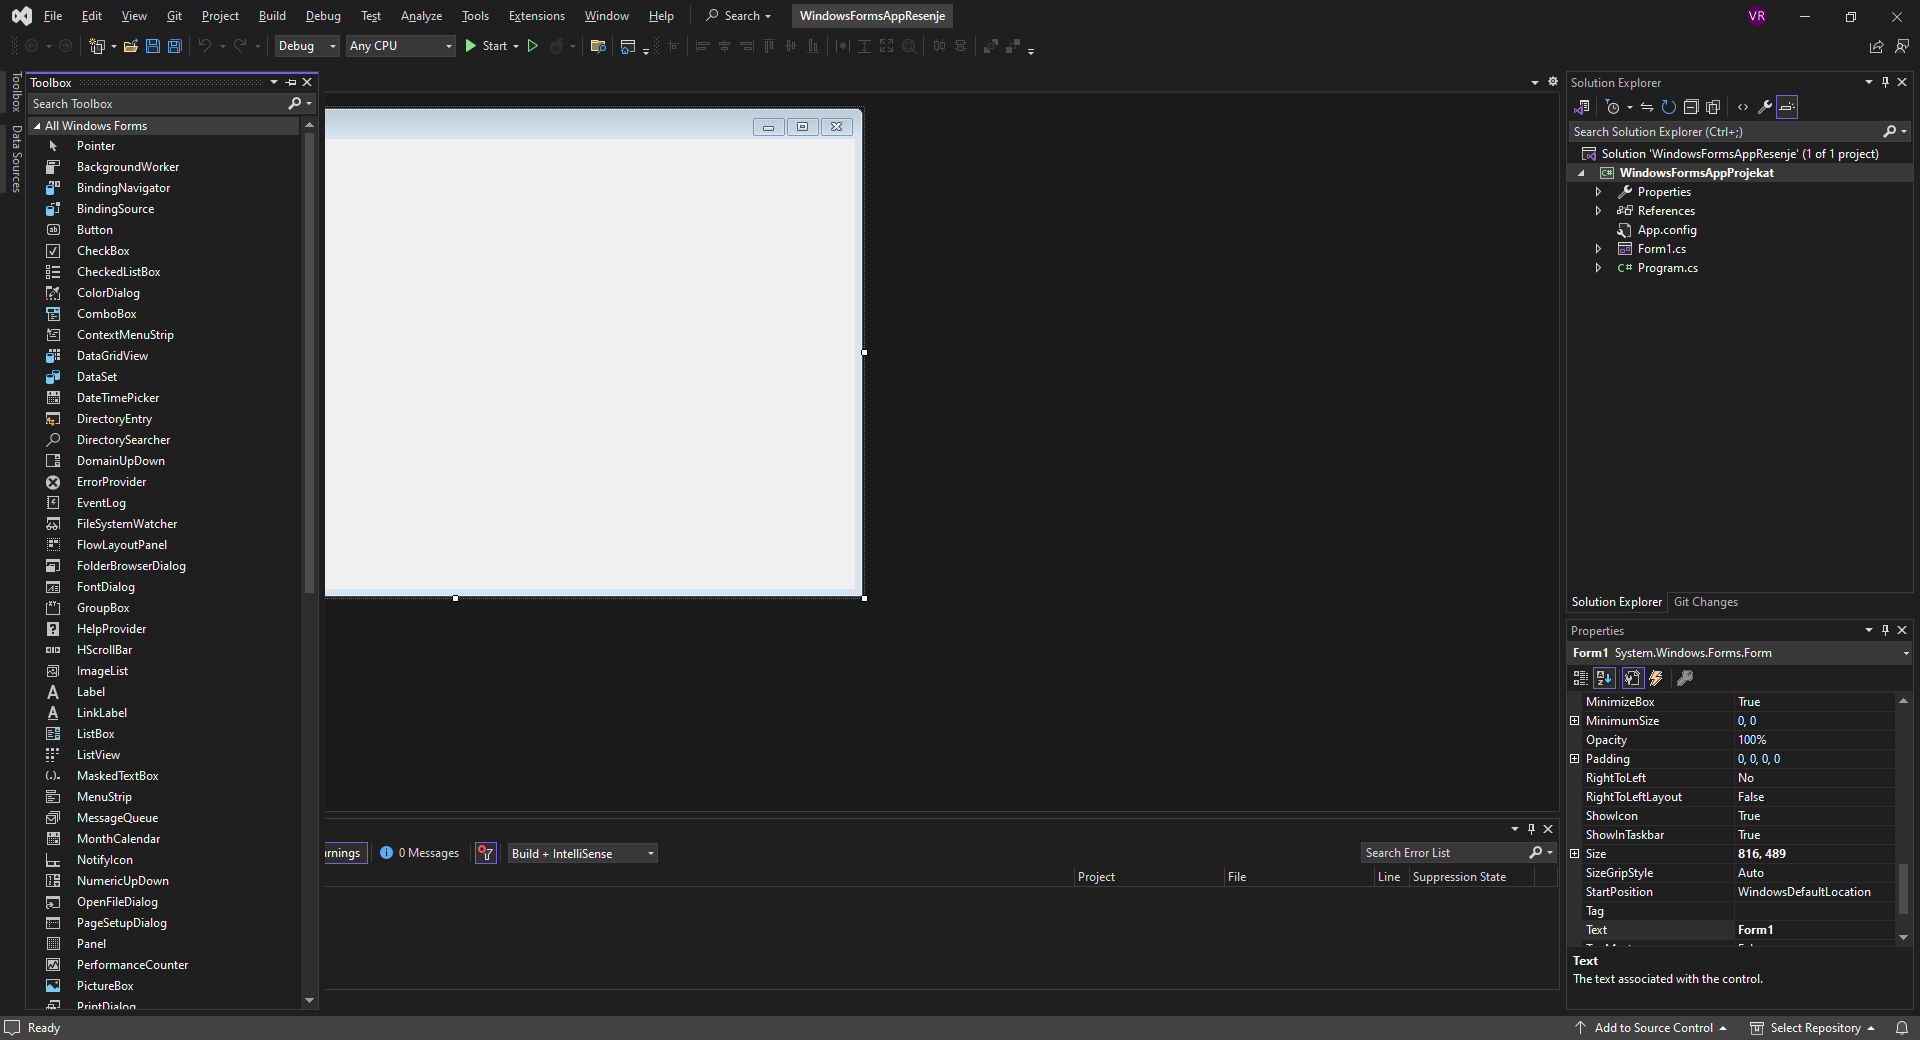 File Edit View Git Project Build Debug Test Analyze Tools Extensions Window Help Search WindowsFormsAppResenje VR
Debug Any CPU Start
Toolbox
Data Sources
Toolbox
Search Toolbox
All Windows Forms
Pointer
BackgroundWorker
BindingNavigator
BindingSource
Button
CheckBox
CheckedListBox
ColorDialog
ComboBox
ContextMenuStrip
DataGridView
DataSet
DateTimePicker
DirectoryEntry
DirectorySearcher
DomainUpDown
ErrorProvider
EventLog
FileSystemWatcher
FlowLayoutPanel
FolderBrowserDialog
FontDialog
GroupBox
HelpProvider
HScrollBar
ImageList
Label
LinkLabel
ListBox
ListView
MaskedTextBox
MenuStrip
MessageQueue
MonthCalendar
NotifyIcon
NumericUpDown
OpenFileDialog
PageSetupDialog
Panel
PerformanceCounter
PictureBox
PrintDialog
rnings 0 Messages Build + IntelliSense Search Error List
Project File Line Suppression State
Solution Explorer
Search Solution Explorer (Ctrl+;)
Solution 'WindowsFormsAppResenje' (1 of 1 project)
WindowsFormsAppProjekat
Properties
References
App.config
Form1.cs
C# Program.cs
Solution Explorer Git Changes
Properties
Form1 System.Windows.Forms.Form
MinimizeBox True
MinimumSize 0, 0
Opacity 100%
Padding 0, 0, 0, 0
RightToLeft No
RightToLeftLayout False
ShowIcon True
ShowInTaskbar True
Size 816, 489
SizeGripStyle Auto
StartPosition WindowsDefaultLocation
Tag
Text Form1
Text
The text associated with the control.
Ready Add to Source Control Select Repository